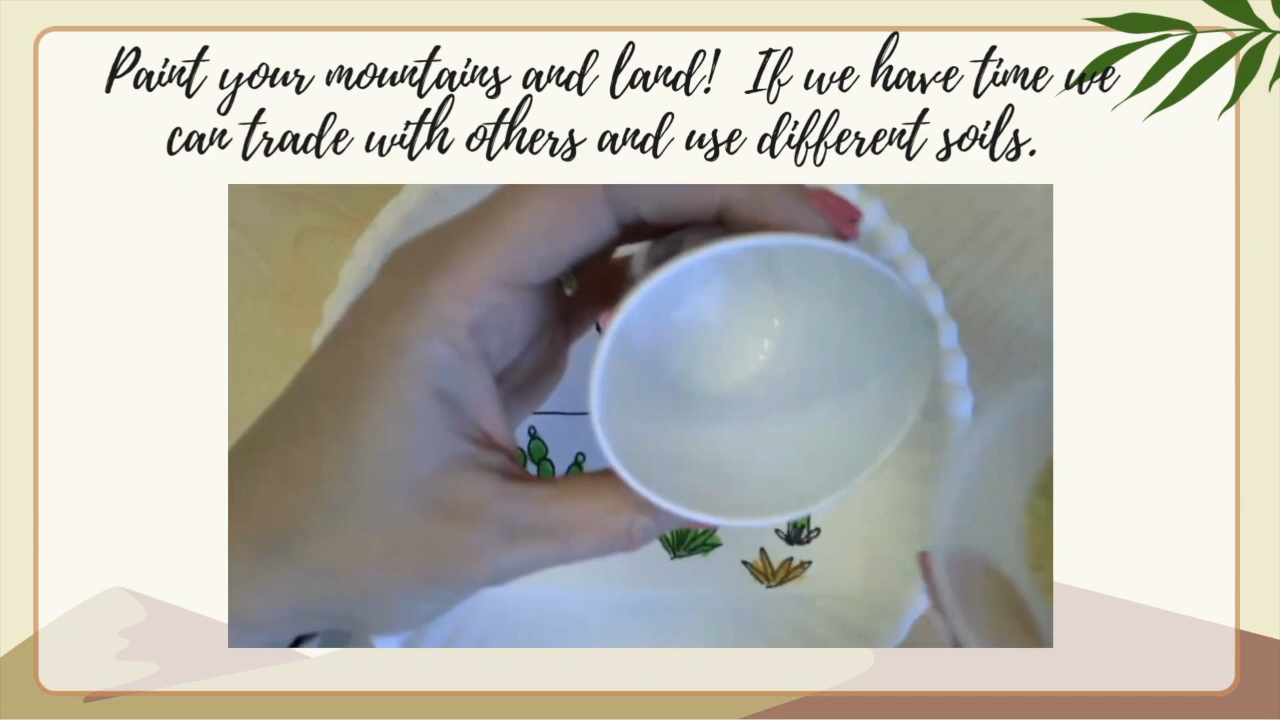 Paint your mountains and land! If we have time we
can trade with others and use different soils.